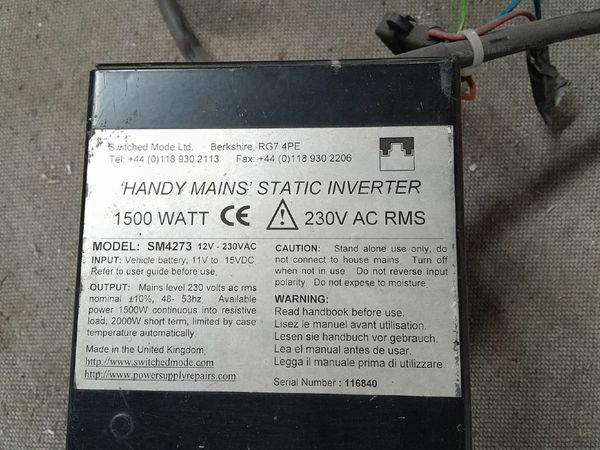 Switched Mode Ltd. Berkshire, RG7 4PE
Tel: +44 (0)118 930 2113 Fax: +44 (0)118 930 2206
'HANDY MAINS' STATIC INVERTER
1500 WATT CE 230V AC RMS
MODEL: SM4273 12V - 230VAC
INPUT: Vehicle battery, 11V to 15VDC
Refer to user guide before use.
OUTPUT: Mains level 230 volts ac rms
nominal ±10%, 48- 53hz. Available
power 1500W continuous into resistive
load, 2000W short term, limited by case
temperature automatically.
Made in the United Kingdom
http://www.switchedmode.com
http://www.powersupplyrepairs.com
CAUTION: Stand alone use only, do
not connect to house mains. Turn off
when not in use. Do not reverse input
polarity. Do not expese to moisture.
WARNING:
Read handbook before use.
Lisez le manuel avant utilisation.
Lesen sie handbuch vor gebrauch.
Lea el manual antes de usar.
Legga il manuale prima di utilizzare.
Serial Number : 116840